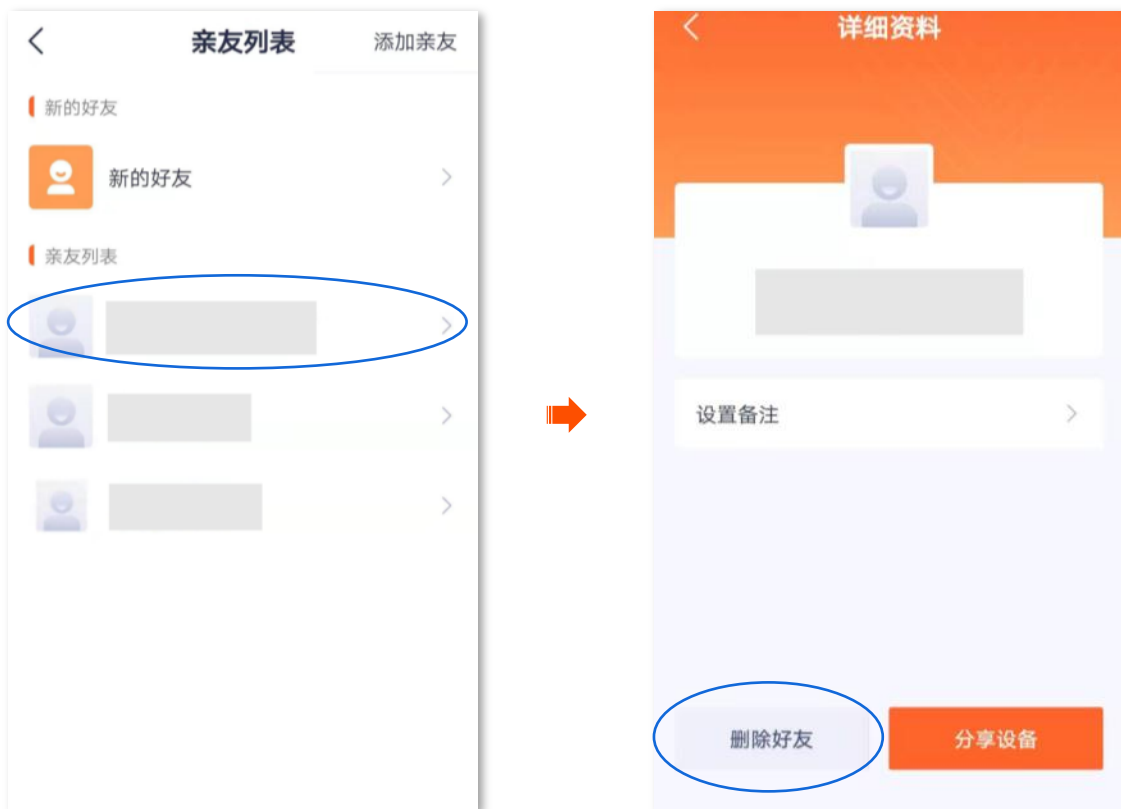 亲友列表
添加亲友
新的好友
新的好友
亲友列表
详细资料
设置备注
删除好友
分享设备